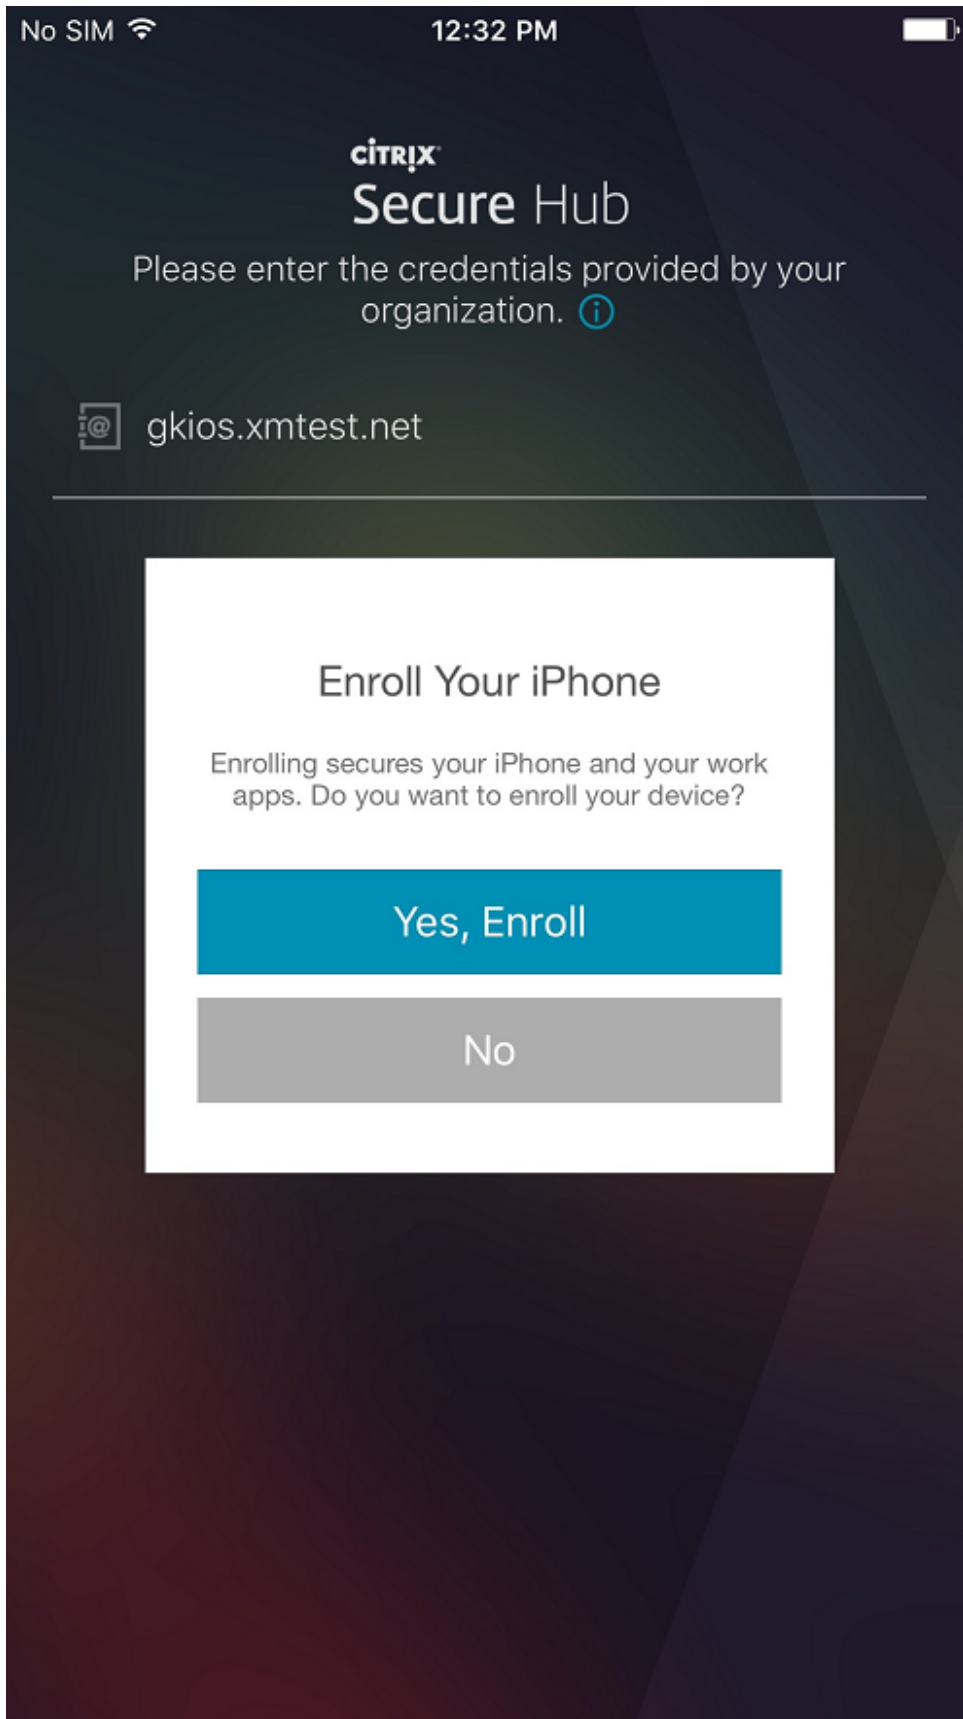 No SIM
12:32 PM
CİTRIX
Secure Hub
Please enter the credentials provided by your
organization.
gkios.xmtest.net
Enroll Your iPhone
Enrolling secures your iPhone and your work
apps. Do you want to enroll your device?
Yes, Enroll
No